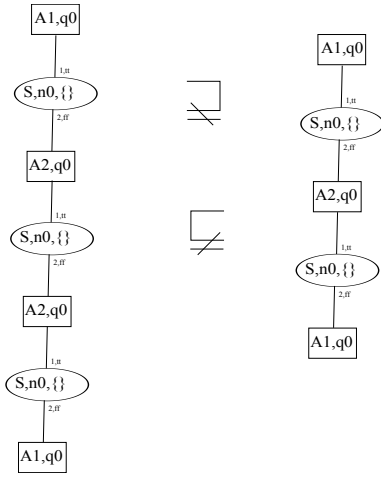 A1,q0
1,tt
S,n0,{}
2,ff
A2,q0
1,tt
S,n0,{}
2,ff
A2,q0
1,tt
S,n0,{}
2,ff
A1,q0
⋣
⋢
A1,q0
1,tt
S,n0,{}
2,ff
A2,q0
1,tt
S,n0,{}
2,ff
A1,q0